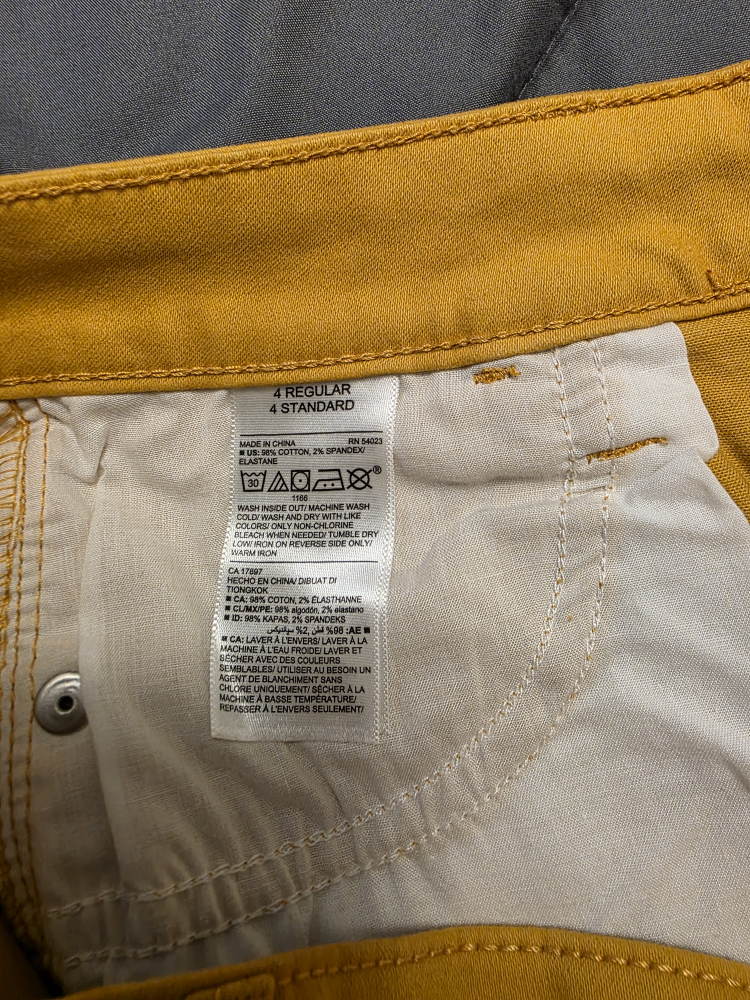 4 REGULAR
4 STANDARD
MADE IN CHINA RN 54023
■ US: 98% COTTON, 2% SPANDEX/
ELASTANE
30 ®
1166
WASH INSIDE OUT/ MACHINE WASH
COLD/ WASH AND DRY WITH LIKE
COLORS/ ONLY NON-CHLORINE
BLEACH WHEN NEEDED/ TUMBLE DRY
LOW/ IRON ON REVERSE SIDE ONLY/
WARM IRON
CA 17897
HECHO EN CHINA/ DIBUAT DI
TIONGKOK
■ CA: 98% COTON, 2% ÉLASTHANNE
■ CL/MX/PE: 98% algodón, 2% elastano
■ ID: 98% KAPAS, 2% SPANDEKS
■ AE: 98% قطن, 2% سپانديكس
■ CA: LAVER À L'ENVERS/ LAVER À LA
MACHINE À L'EAU FROIDE/ LAVER ET
SÉCHER AVEC DES COULEURS
SEMBLABLES/ UTILISER AU BESOIN UN
AGENT DE BLANCHIMENT SANS
CHLORE UNIQUEMENT/ SÉCHER À LA
MACHINE À BASSE TEMPÉRATURE/
REPASSER À L'ENVERS SEULEMENT/